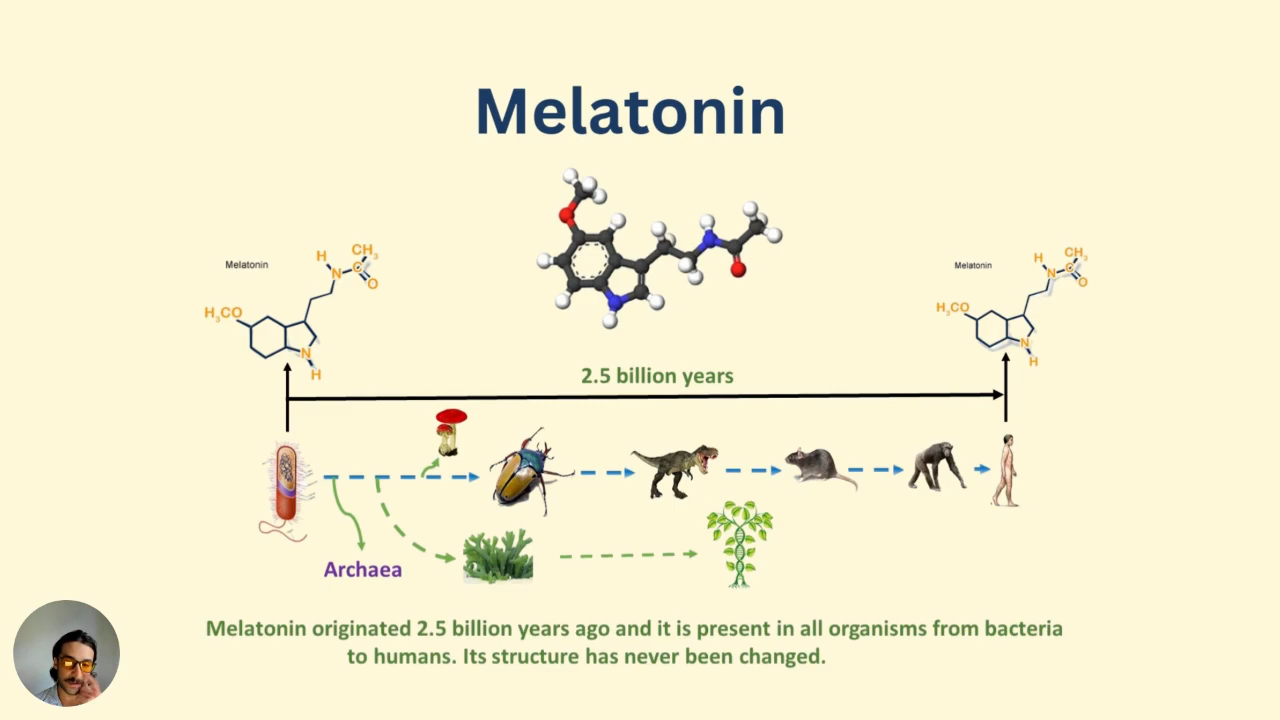 Melatonin
Melatonin
H
CH₃
N
C
O
H₃CO
N
H
Melatonin
H
CH₃
N
C
O
H₃CO
N
H
2.5 billion years
Archaea
Melatonin originated 2.5 billion years ago and it is present in all organisms from bacteria
to humans. Its structure has never been changed.